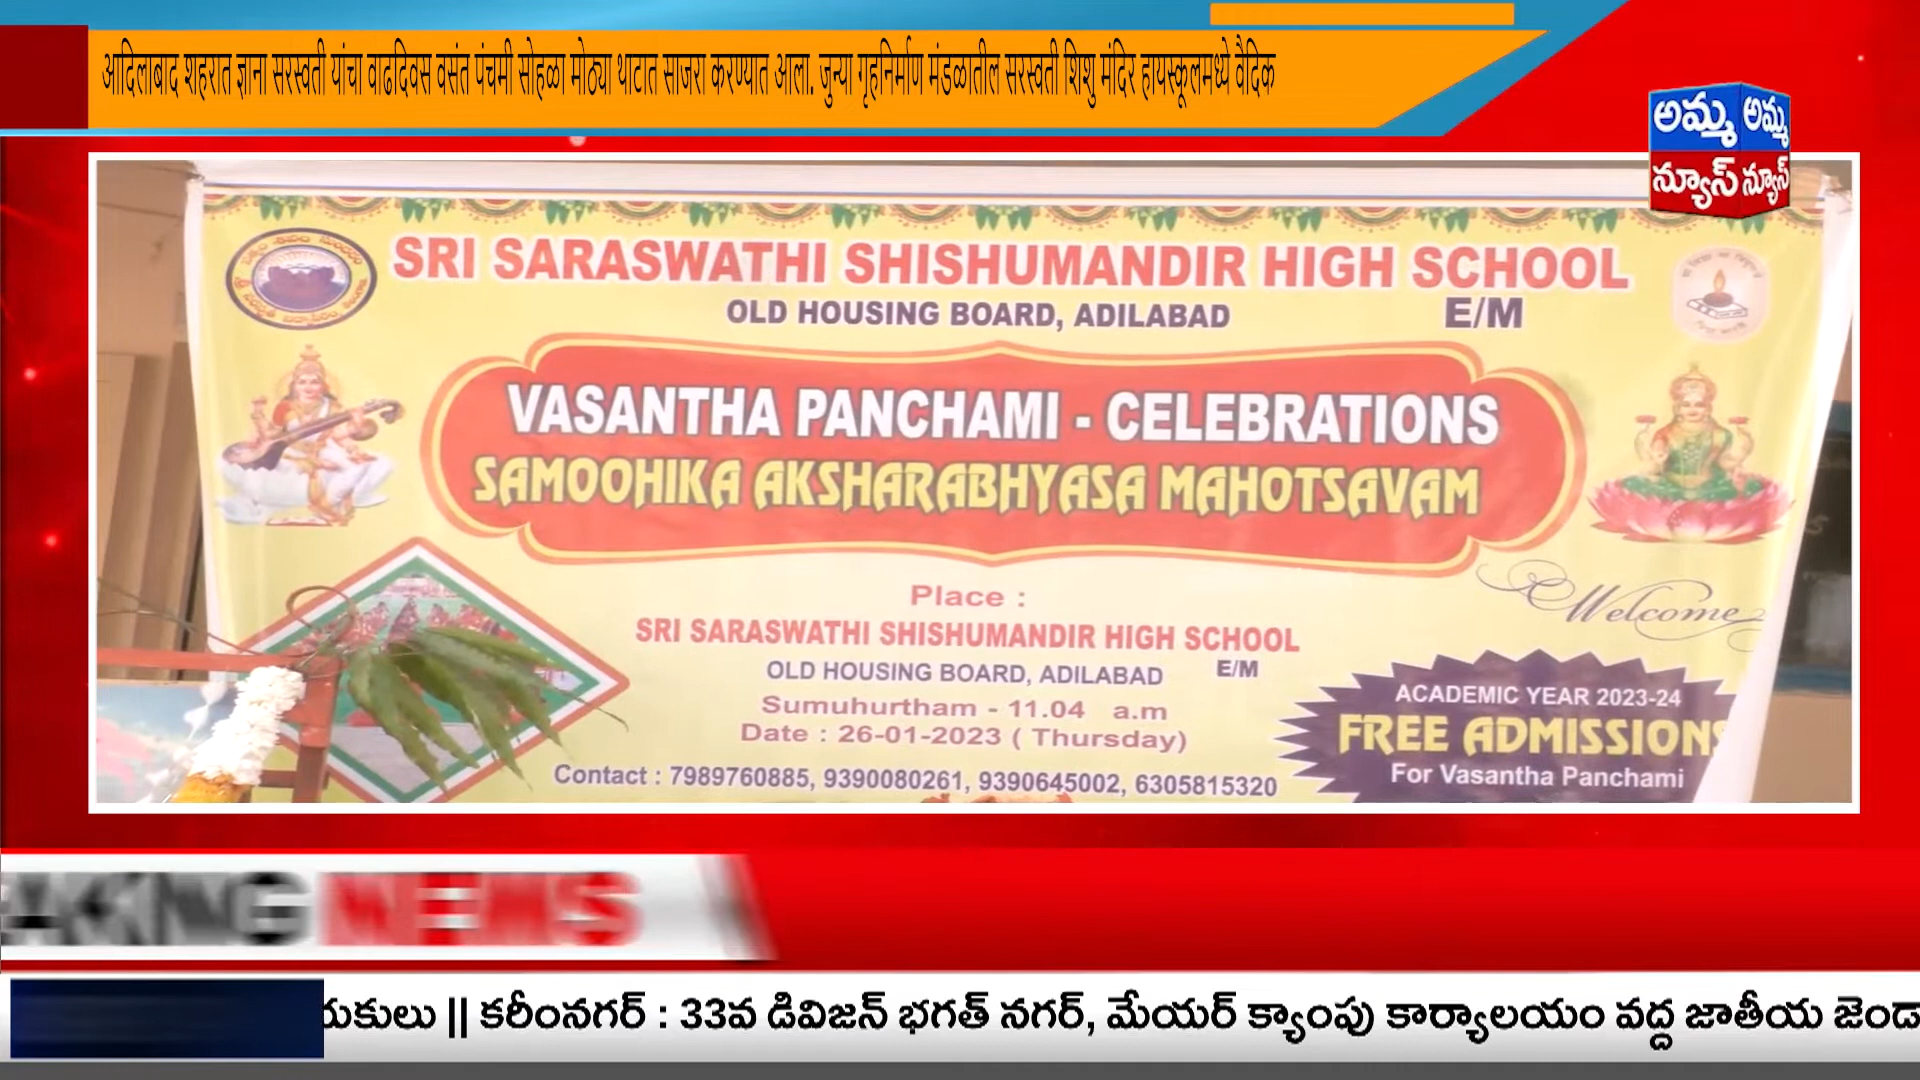 आदिलाबाद शहरात ज्ञाना सरस्वती यांचा वाढदिवस वसंत पंचमी सोहळा मोठ्या थाटात साजरा करण्यात आला. जुन्या गृहनिर्माण मंडळातील सरस्वती शिशु मंदिर हायस्कूलमध्ये वैदिक
అమ్మ అమ్మ
న్యూస్ న్యూస్
SRI SARASWATHI SHISHUMANDIR HIGH SCHOOL
OLD HOUSING BOARD, ADILABAD E/M
VASANTHA PANCHAMI - CELEBRATIONS
SAMOOHIKA AKSHARABHYASA MAHOTSAVAM
Place :
SRI SARASWATHI SHISHUMANDIR HIGH SCHOOL
OLD HOUSING BOARD, ADILABAD E/M
Sumuhurtham - 11.04 a.m
Date : 26-01-2023 ( Thursday)
Contact : 7989760885, 9390080261, 9390645002, 6305815320
Welcome
ACADEMIC YEAR 2023-24
FREE ADMISSIONS
For Vasantha Panchami
AKING NEWS
యకులు || కరీంనగర్ : 33వ డివిజన్ భగత్ నగర్, మేయర్ క్యాంపు కార్యాలయం వద్ద జాతీయ జెండా